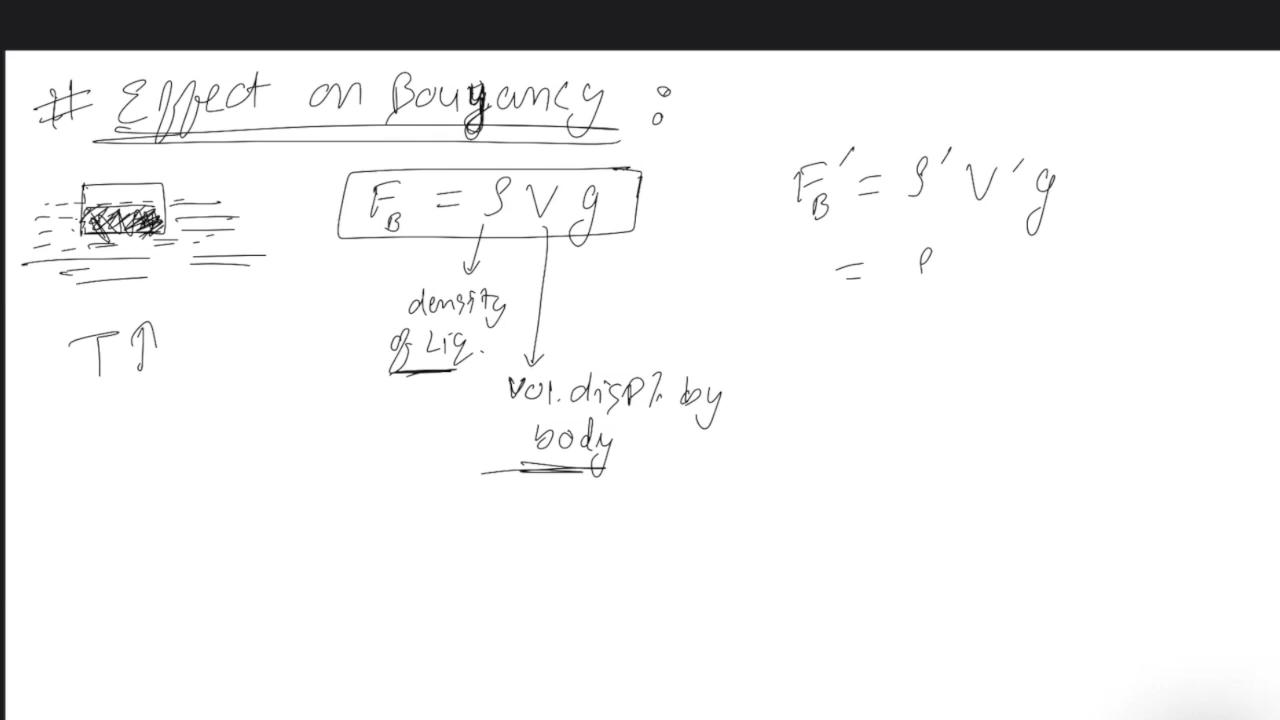 # Effect on Bouyancy :
F_B = ρ V g
density
of Liq.
vol. displ. by
body
T↑
F_B′ = ρ′ V′ g
= ρ